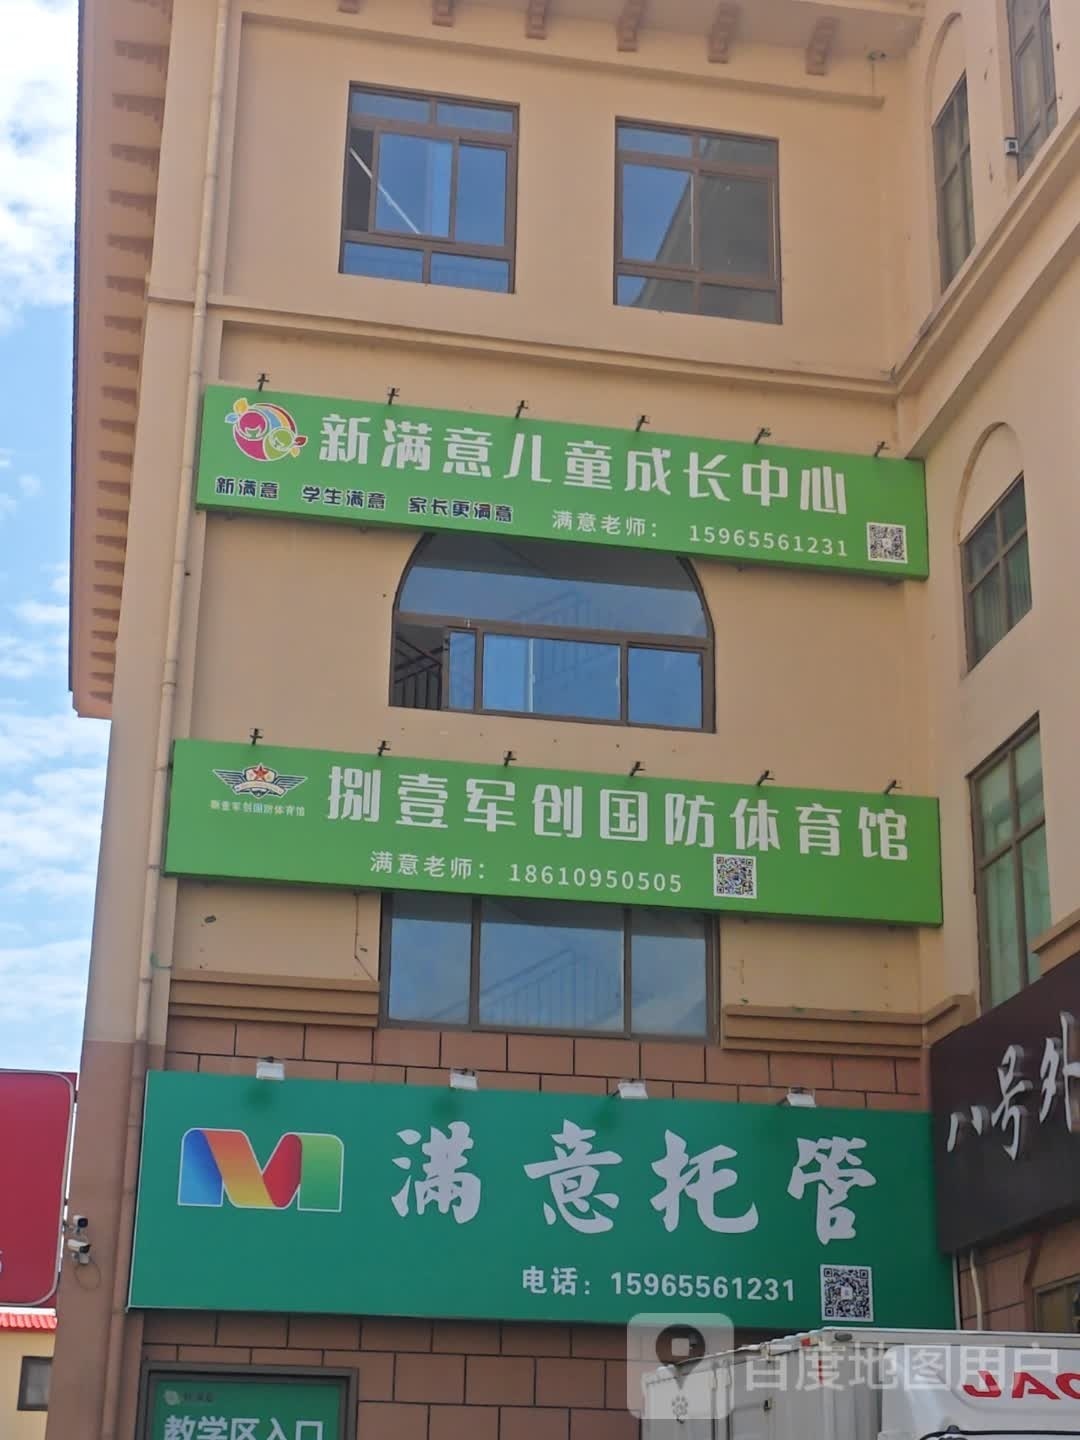 新满意儿童成长中心
新满意 学生满意 家长更满意 满意老师： 15965561231
捌壹军创国防体育馆
捌壹军创国防体育馆
满意老师： 18610950505
八号外
满意托管
电话：15965561231
教学区入口
百度地图用户
JAC